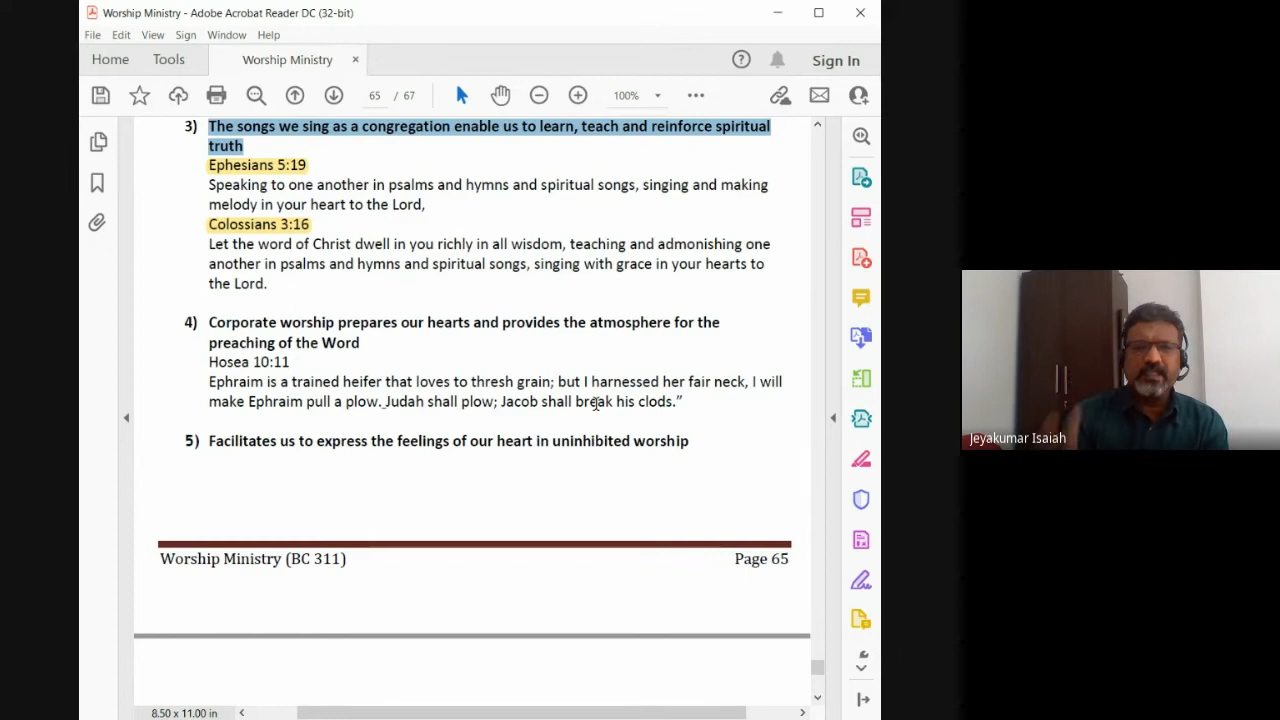 Worship Ministry - Adobe Acrobat Reader DC (32-bit)
File Edit View Sign Window Help
Home Tools Worship Ministry × Sign In
65 / 67 100%
3) The songs we sing as a congregation enable us to learn, teach and reinforce spiritual
truth
Ephesians 5:19
Speaking to one another in psalms and hymns and spiritual songs, singing and making
melody in your heart to the Lord,
Colossians 3:16
Let the word of Christ dwell in you richly in all wisdom, teaching and admonishing one
another in psalms and hymns and spiritual songs, singing with grace in your hearts to
the Lord.
4) Corporate worship prepares our hearts and provides the atmosphere for the
preaching of the Word
Hosea 10:11
Ephraim is a trained heifer that loves to thresh grain; but I harnessed her fair neck, I will
make Ephraim pull a plow. Judah shall plow; Jacob shall break his clods.”
5) Facilitates us to express the feelings of our heart in uninhibited worship
Worship Ministry (BC 311) Page 65
8.50 x 11.00 in
Jeyakumar Isaiah